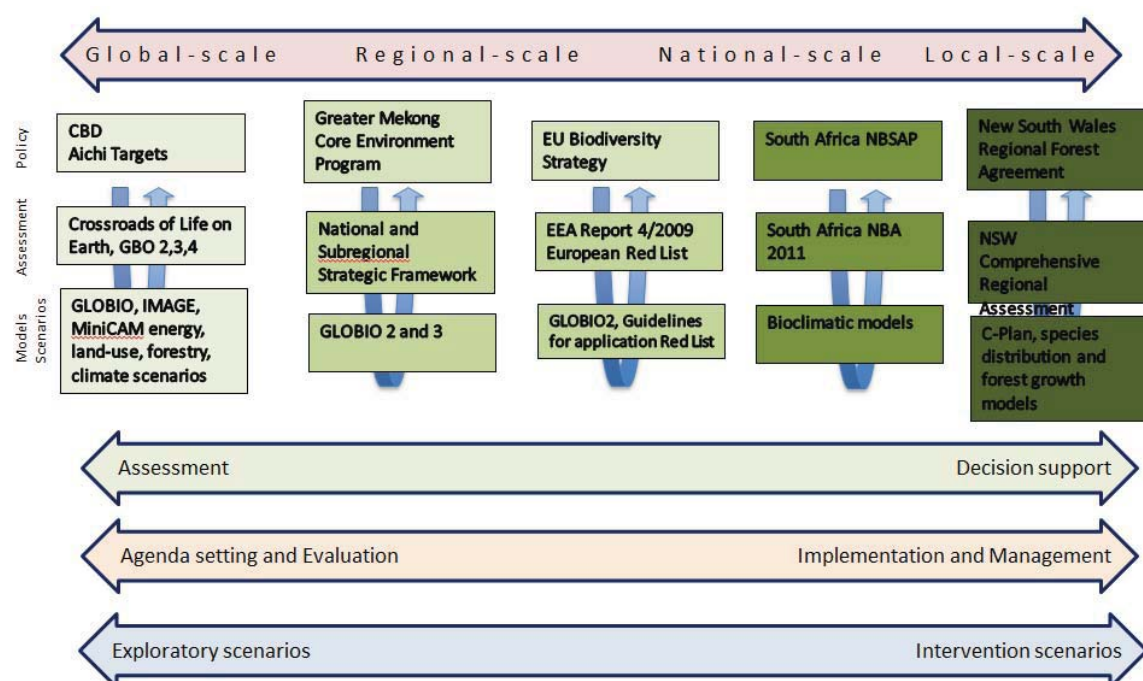 Global-scale Regional-scale National-scale Local-scale
Policy
CBD
Aichi Targets
Greater Mekong
Core Environment
Program
EU Biodiversity
Strategy
South Africa NBSAP
New South Wales
Regional Forest
Agreement
Assessment
Crossroads of Life on
Earth, GBO 2,3,4
National and
Subregional
Strategic Framework
EEA Report 4/2009
European Red List
South Africa NBA
2011
NSW
Comprehensive
Regional
Assessment
Models
Scenarios
GLOBIO, IMAGE,
MiniCAM energy,
land-use, forestry,
climate scenarios
GLOBIO 2 and 3
GLOBIO2, Guidelines
for application Red List
Bioclimatic models
C-Plan, species
distribution and
forest growth
models
Assessment Decision support
Agenda setting and Evaluation Implementation and Management
Exploratory scenarios Intervention scenarios